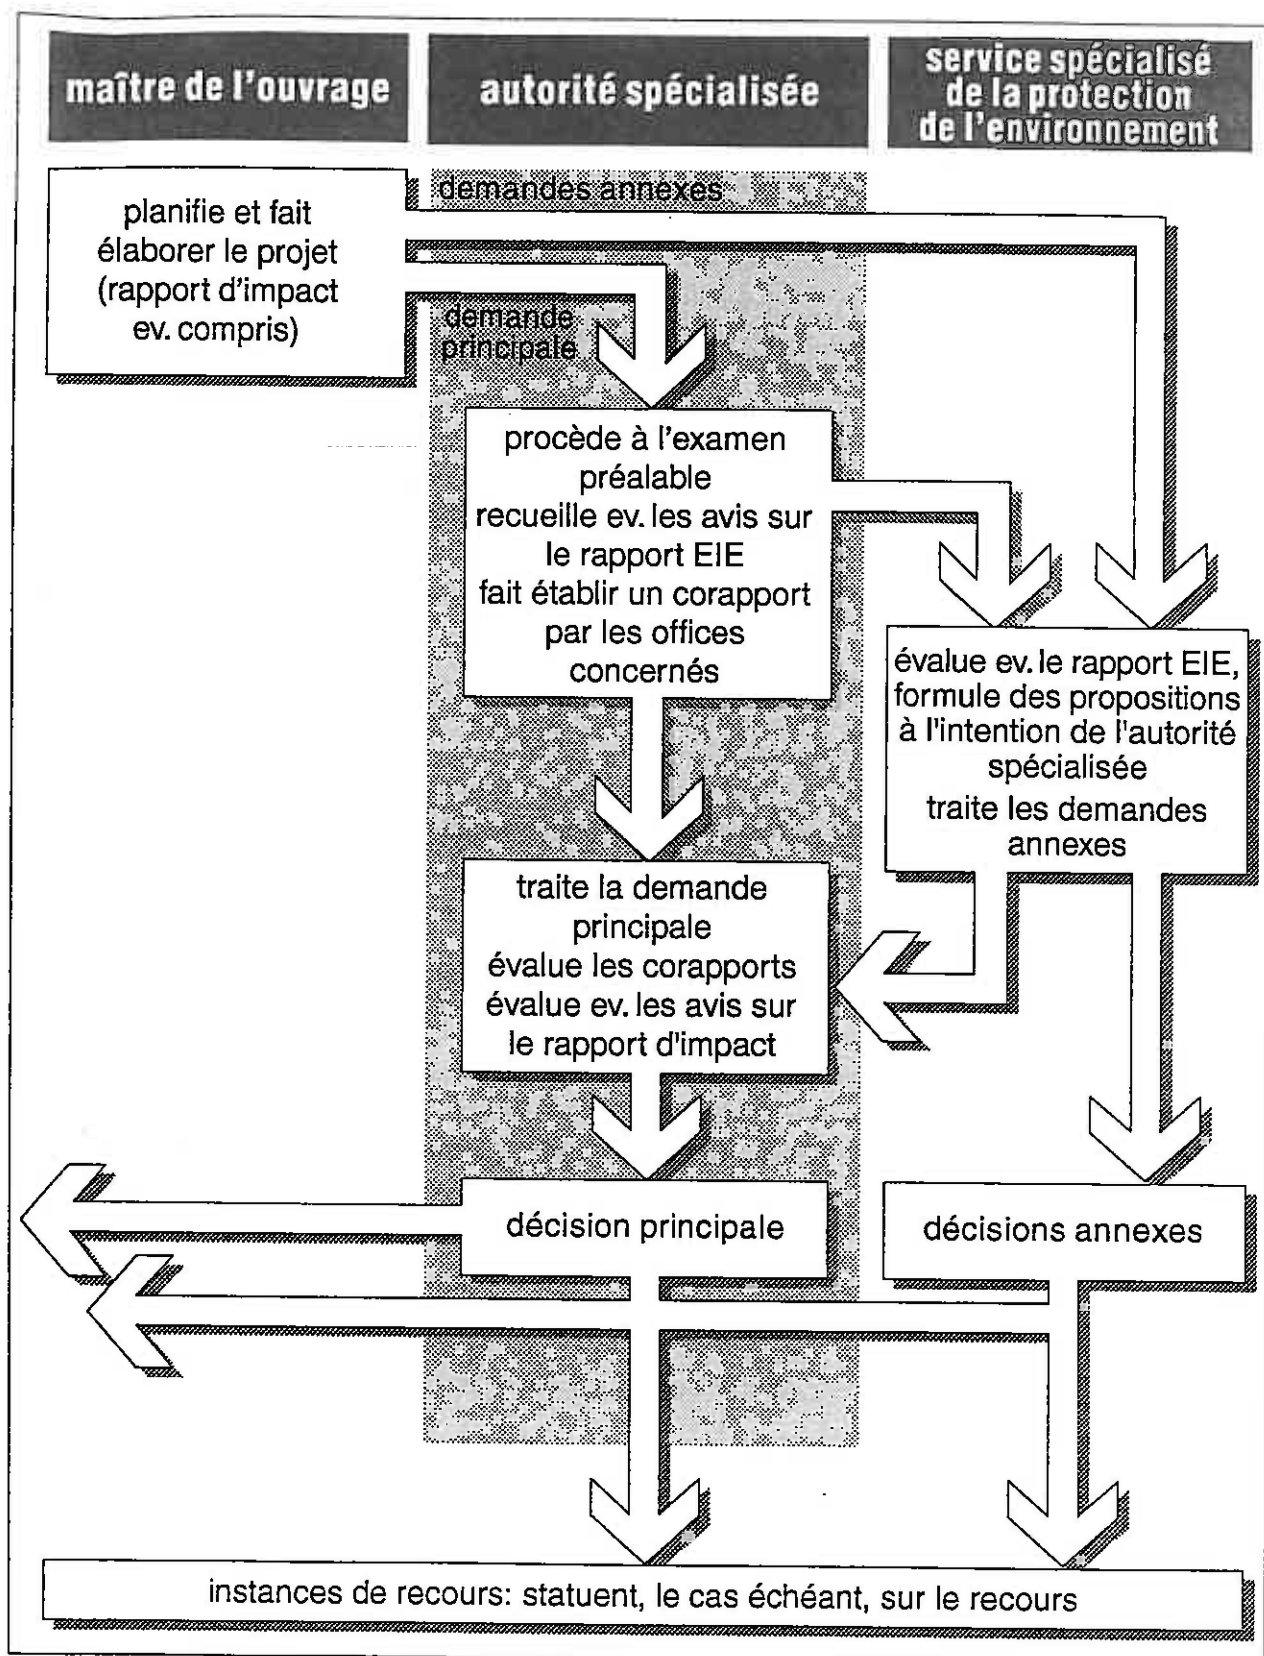 maître de l'ouvrage
autorité spécialisée
service spécialisé
de la protection
de l'environnement
planifie et fait
élaborer le projet
(rapport d'impact
ev. compris)
demandes annexes
demande
principale
procède à l'examen
préalable
recueille ev. les avis sur
le rapport EIE
fait établir un corapport
par les offices
concernés
évalue ev. le rapport EIE,
formule des propositions
à l'intention de l'autorité
spécialisée
traite les demandes
annexes
traite la demande
principale
évalue les corapports
évalue ev. les avis sur
le rapport d'impact
décision principale
décisions annexes
instances de recours: statuent, le cas échéant, sur le recours